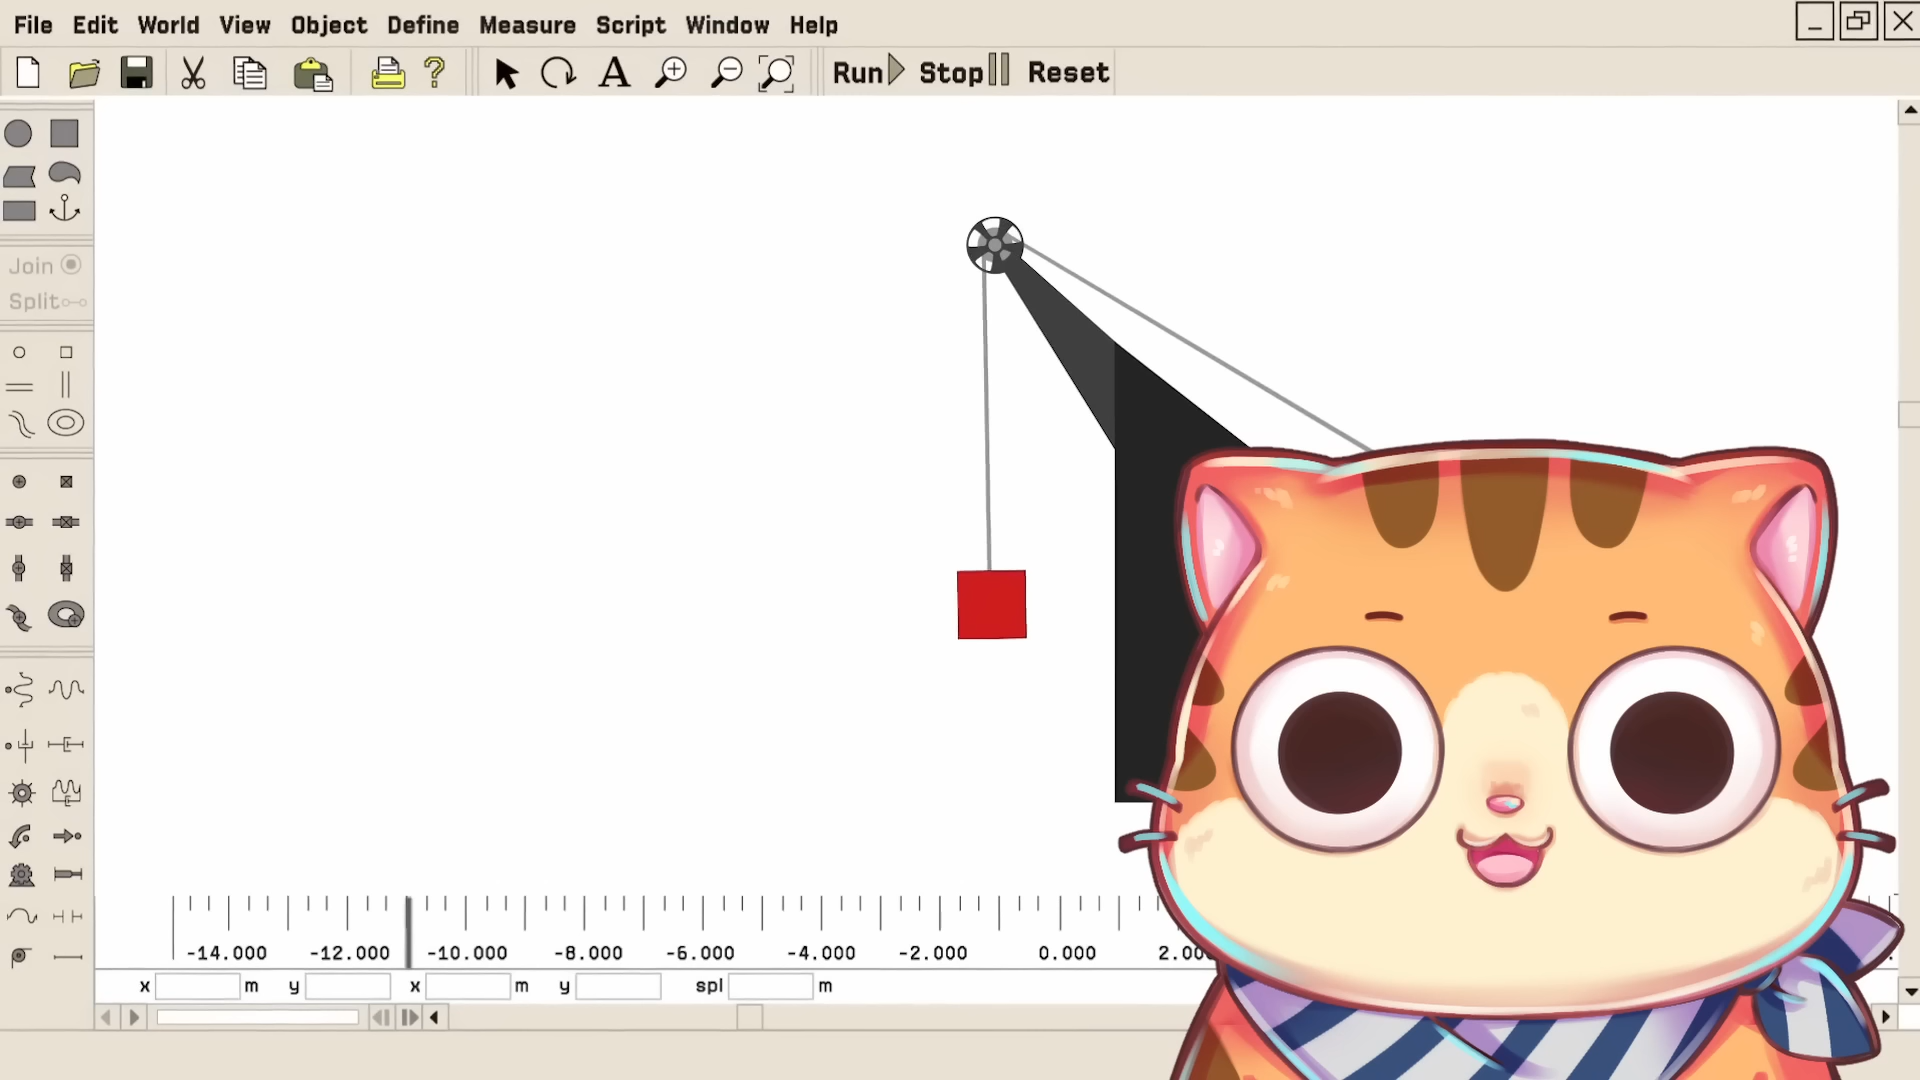 File Edit World View Object Define Measure Script Window Help
A Run Stop Reset
Join
Split
-14.000 -12.000 -10.000 -8.000 -6.000 -4.000 -2.000 0.000
x m y x m y spl m